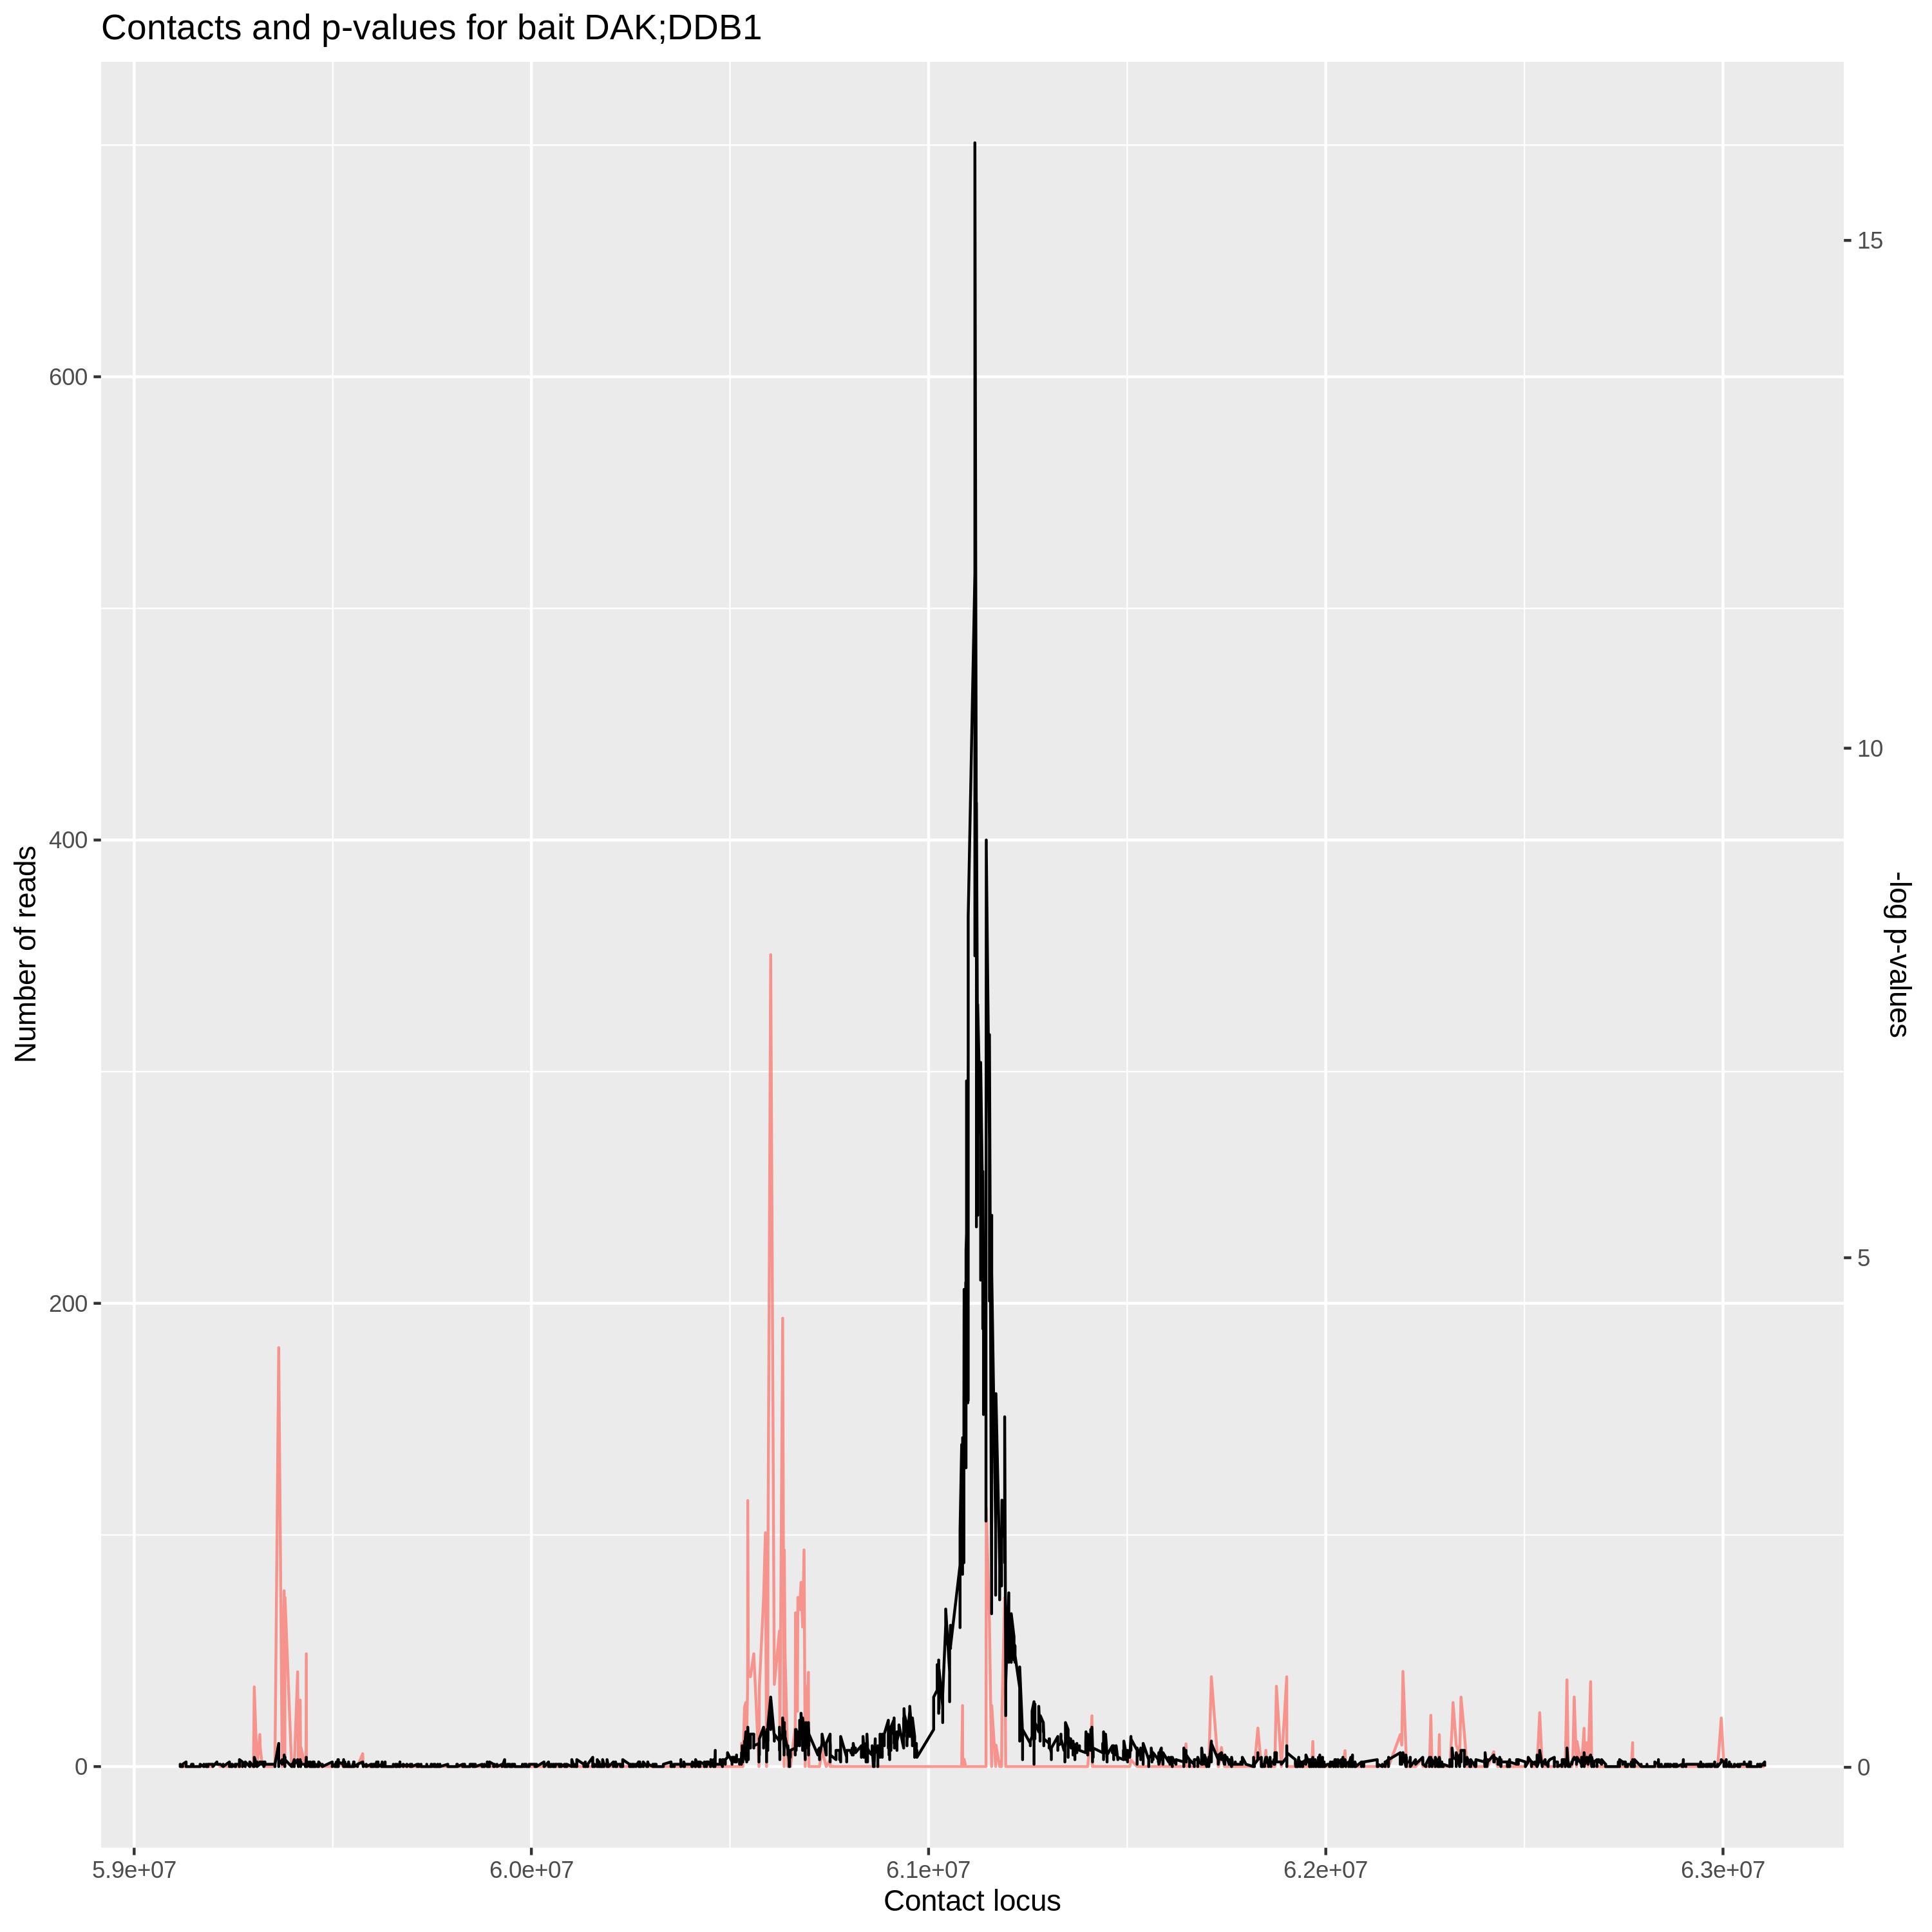 Contacts and p-values for bait DAK;DDB1
600
400
200
0
Number of reads
15
10
5
0
-log p-values
5.9e+07 6.0e+07 6.1e+07 6.2e+07 6.3e+07
Contact locus